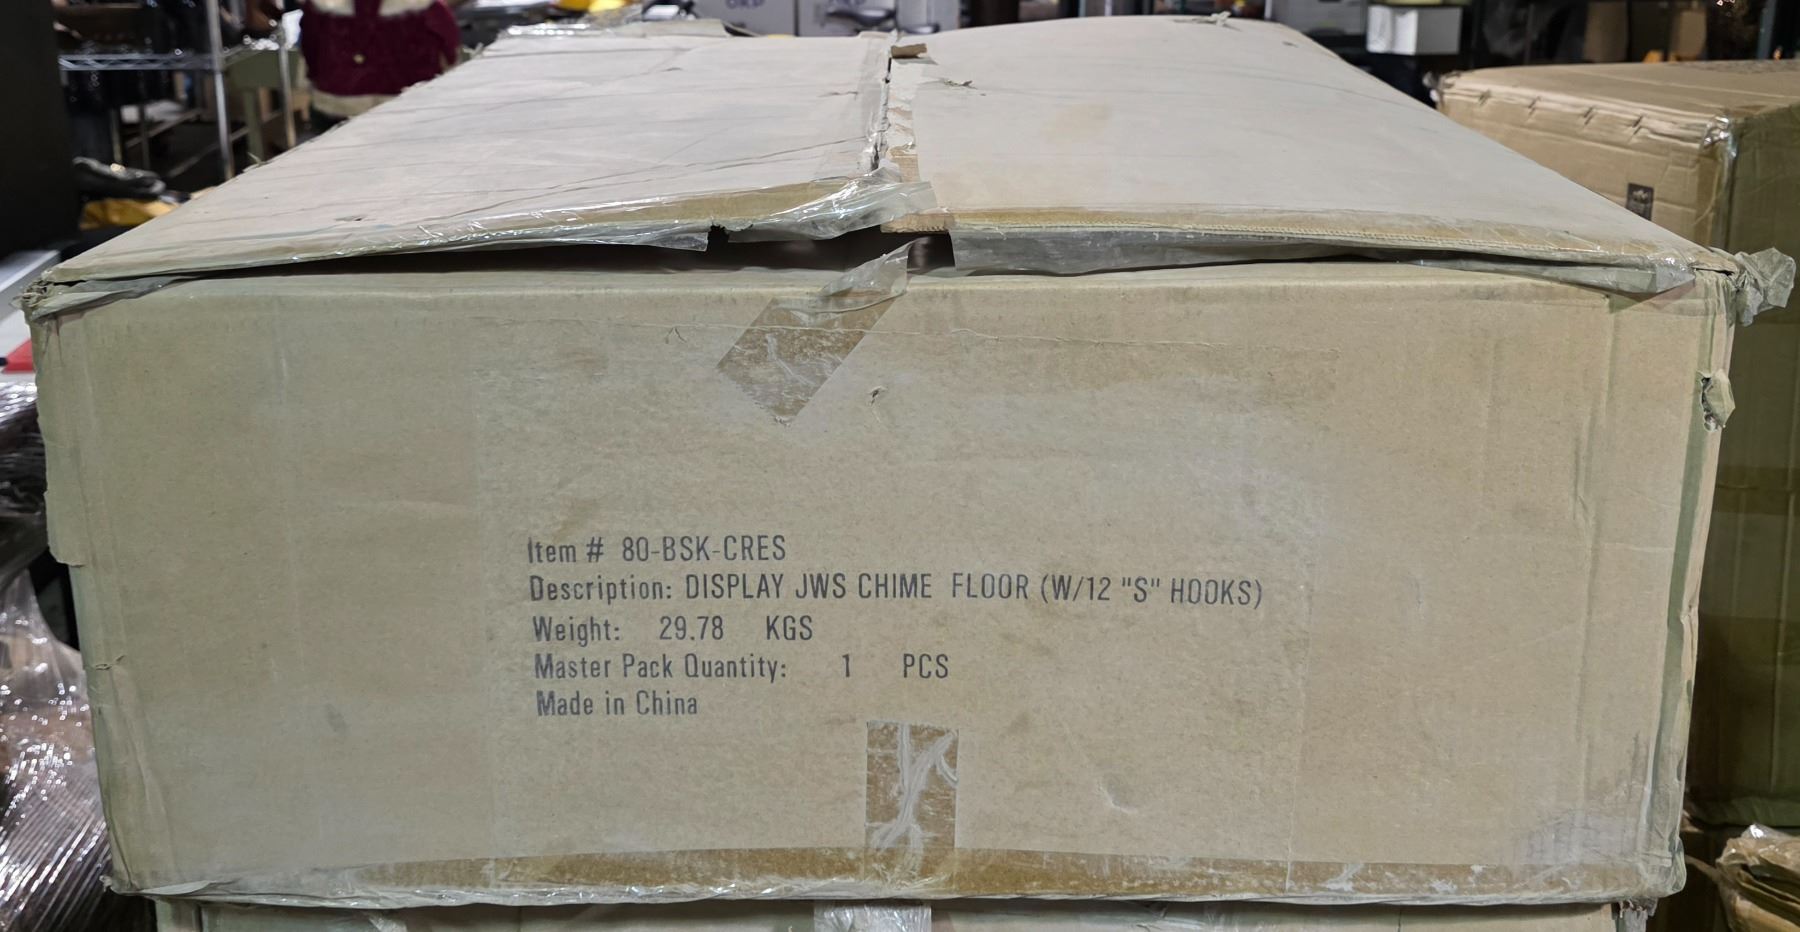 Item # 80-BSK-CRES
Description: DISPLAY JWS CHIME FLOOR (W/12 "S" HOOKS)
Weight: 29.78 KGS
Master Pack Quantity: 1 PCS
Made in China